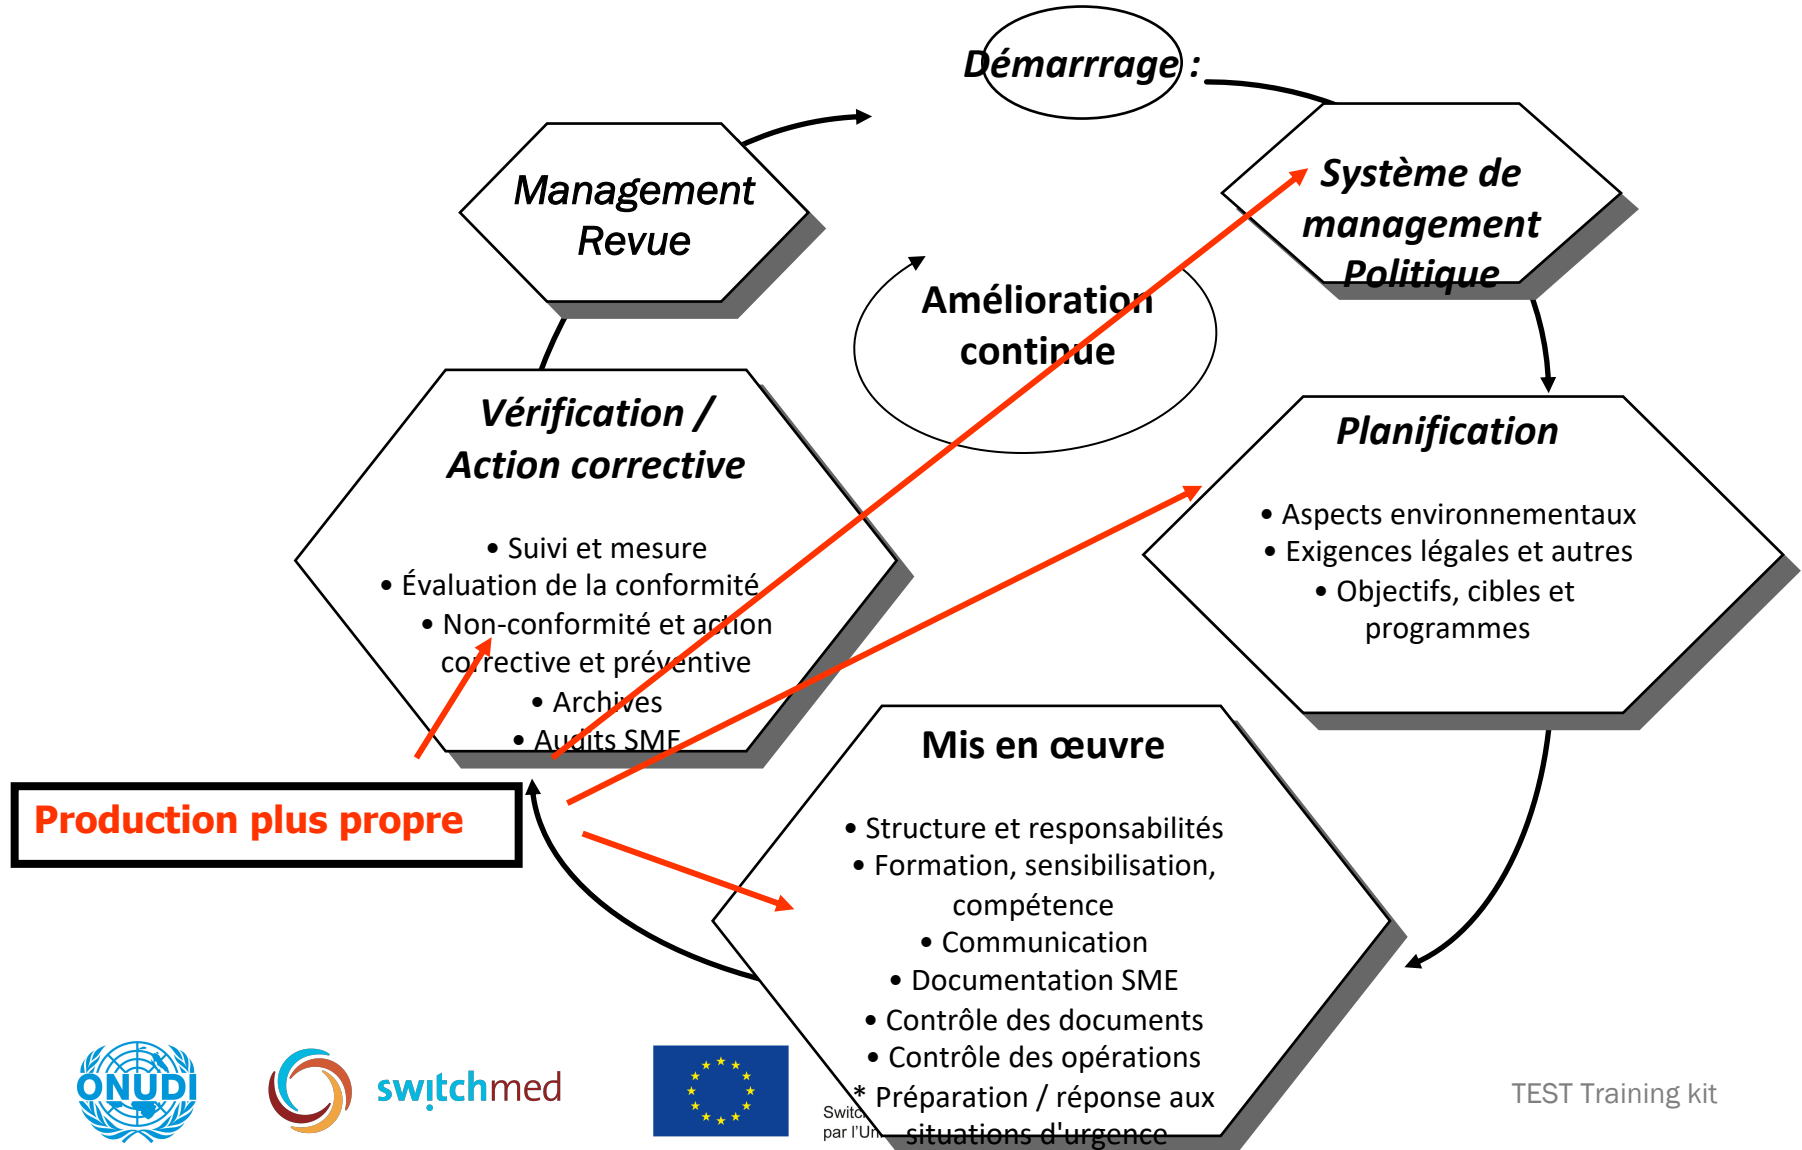 Démarrrage :
Système de
management
Politique
Management
Revue
Amélioration
continue
Vérification /
Action corrective
• Suivi et mesure
• Évaluation de la conformité
• Non-conformité et action
corrective et préventive
• Archives
• Audits SME
Planification
• Aspects environnementaux
• Exigences légales et autres
• Objectifs, cibles et
programmes
Mis en œuvre
• Structure et responsabilités
• Formation, sensibilisation,
compétence
• Communication
• Documentation SME
• Contrôle des documents
• Contrôle des opérations
* Préparation / réponse aux
situations d'urgence
Production plus propre
ONUDI
switchmed
par l'Un
TEST Training kit